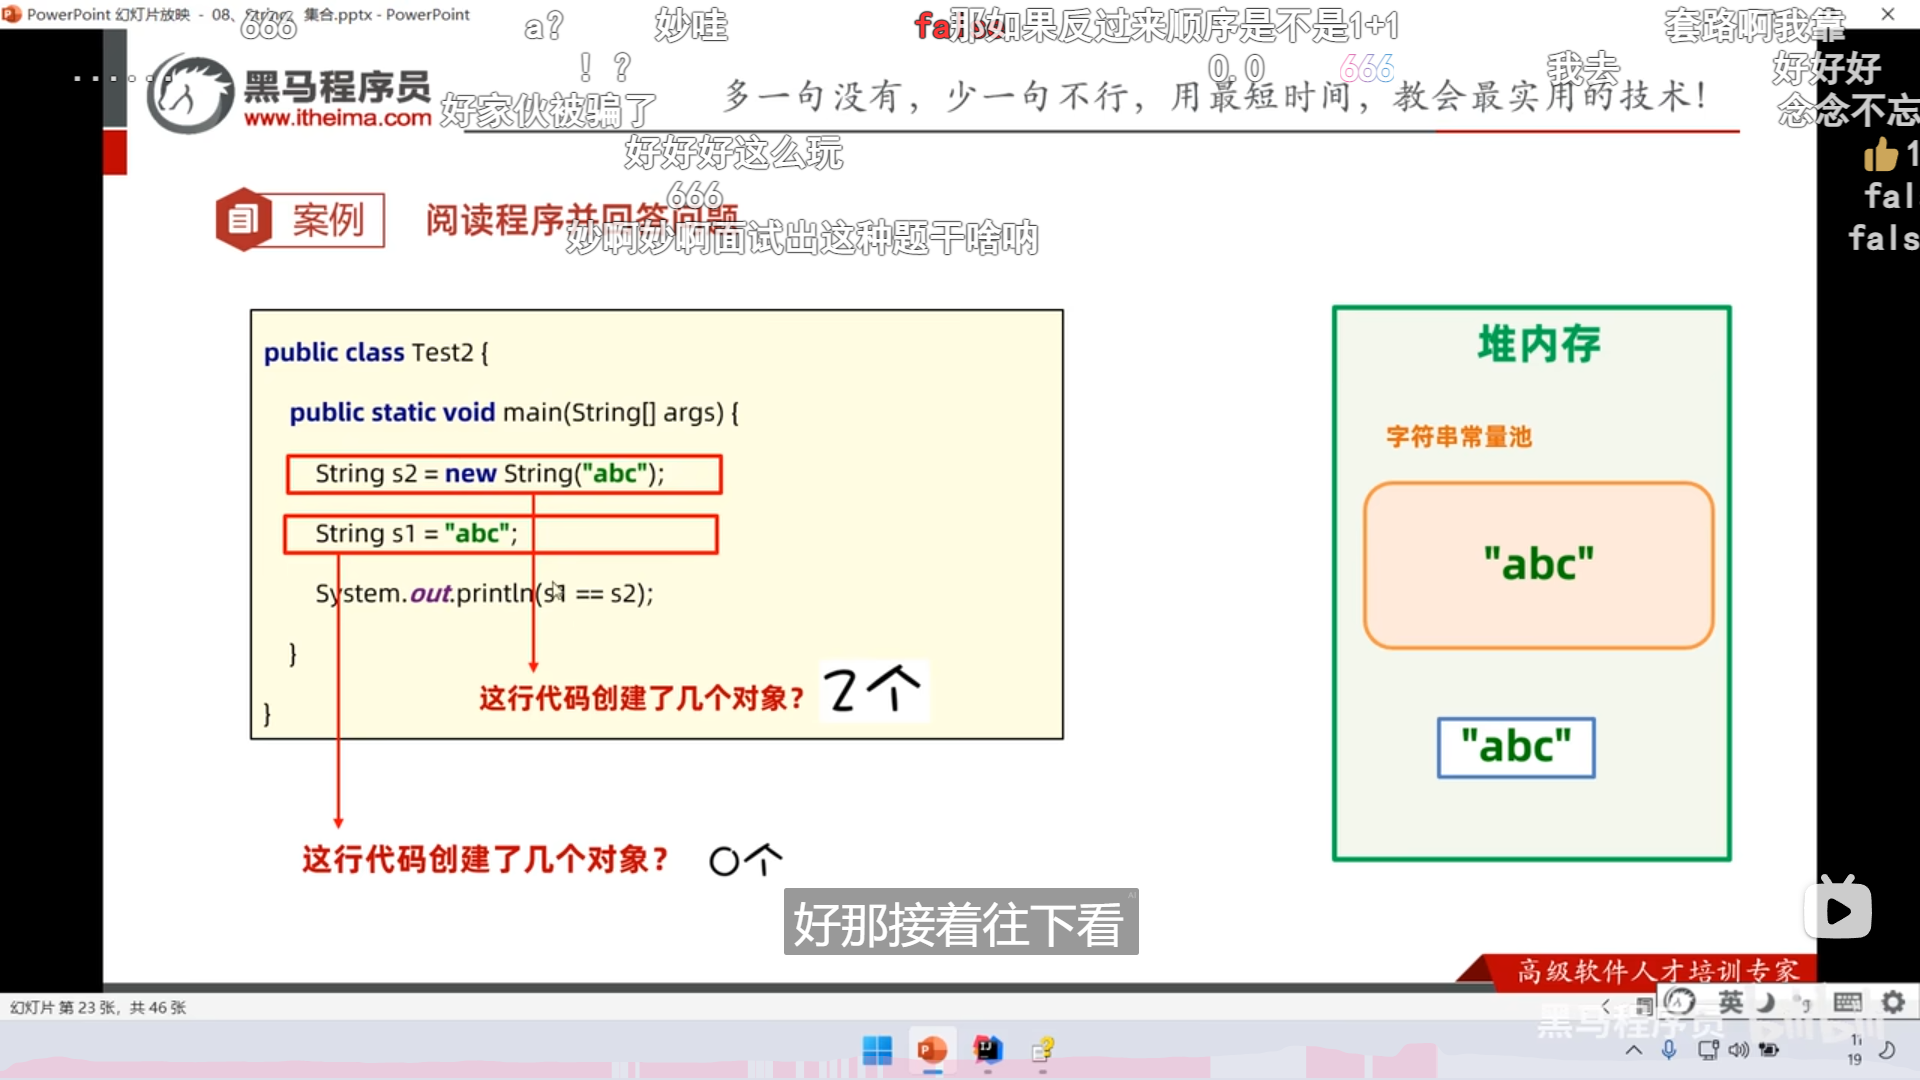 PowerPoint 幻灯片放映 - 08、String、集合.pptx - PowerPoint
666
a？
妙哇
那如果反过来顺序是不是1+1
套路啊我靠
......
！？
0.0
666
我去
好好好
黑马程序员
www.itheima.com
好家伙被骗了
多一句没有，少一句不行，用最短时间，教会最实用的技术！
念念不忘
好好好这么玩
1
666
fal
案例
阅读程序并回答问题
妙啊妙啊面试出这种题干啥呐
fals
public class Test2 {
public static void main(String[] args) {
String s2 = new String("abc");
String s1 = "abc";
System.out.println(s1 == s2);
}
这行代码创建了几个对象？ 2个
}
这行代码创建了几个对象？ 0个
堆内存
字符串常量池
"abc"
"abc"
好那接着往下看
AI
高级软件人才培训专家
幻灯片 第 23 张，共 46 张
英
黑马程序员 bilibili
19